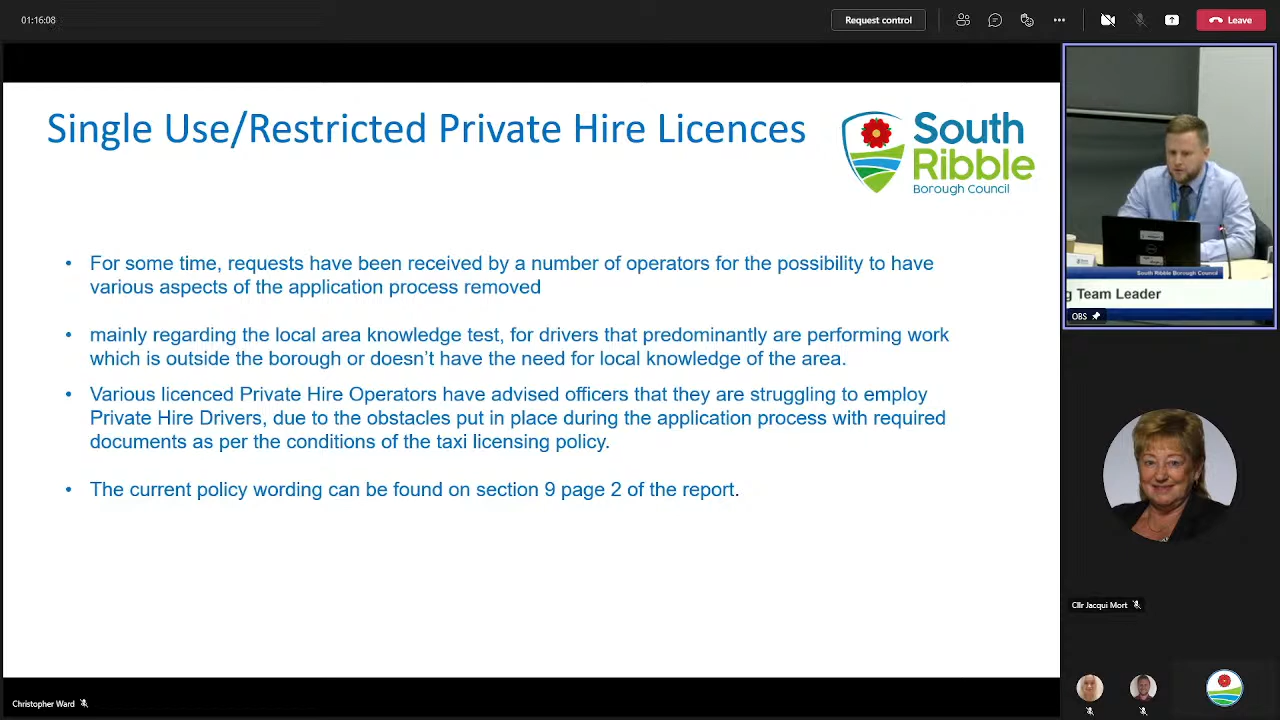 01:16:08
Request control
Leave
Single Use/Restricted Private Hire Licences
South
Ribble
Borough Council
• For some time, requests have been received by a number of operators for the possibility to have
various aspects of the application process removed
• mainly regarding the local area knowledge test, for drivers that predominantly are performing work
which is outside the borough or doesn't have the need for local knowledge of the area.
• Various licenced Private Hire Operators have advised officers that they are struggling to employ
Private Hire Drivers, due to the obstacles put in place during the application process with required
documents as per the conditions of the taxi licensing policy.
• The current policy wording can be found on section 9 page 2 of the report.
South Ribble Borough Council
g Team Leader
OBS
Cllr Jacqui Mort
Christopher Ward